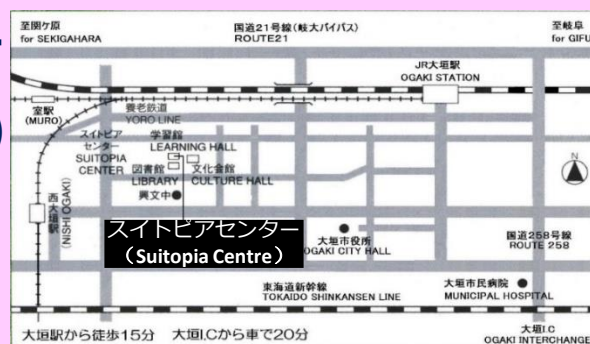 至関ケ原
for SEKIGAHARA
国道21号線(岐大バイパス)
ROUTE21
至岐阜
for GIFU
JR大垣駅
OGAKI STATION
室駅
(MURO)
養老鉄道
YORO LINE
スイトピア
センター
SUITOPIA
CENTER
学習館
LEARNING HALL
図書館
LIBRARY
文化会館
CULTURE HALL
興文中
西大垣駅
(NISHI OGAKI)
N
スイトピアセンター
(Suitopia Centre)
大垣市役所
OGAKI CITY HALL
国道258号線
ROUTE 258
東海道新幹線
TOKAIDO SHINKANSEN LINE
大垣市民病院
MUNICIPAL HOSPITAL
大垣駅から徒歩15分 大垣I.Cから車で20分
大垣I.C
OGAKI INTERCHANGE